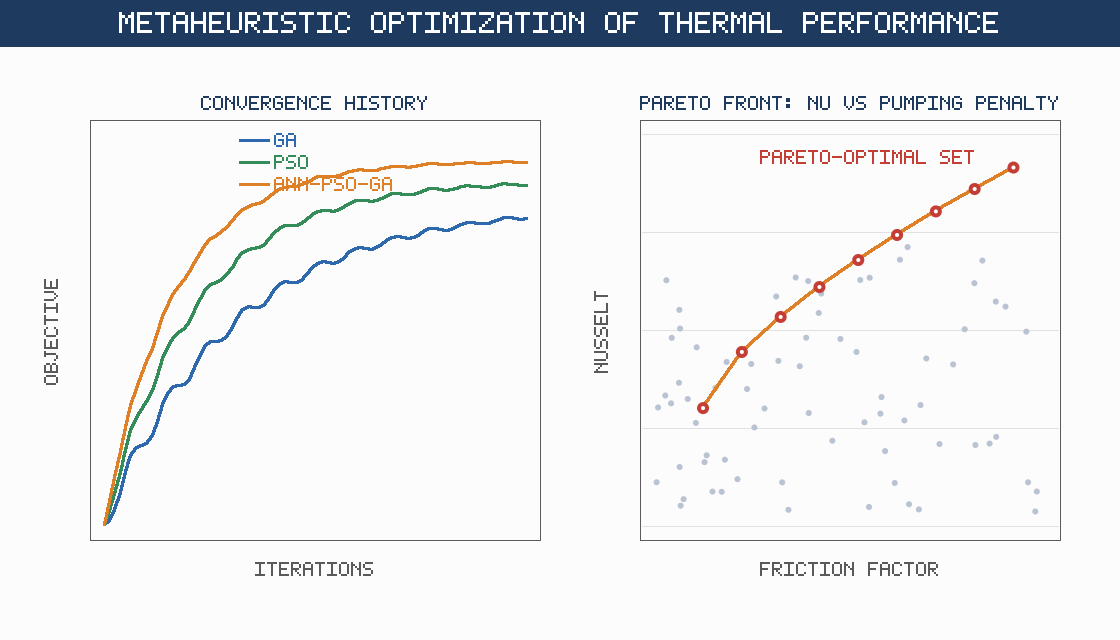 METAHEURISTIC OPTIMIZATION OF THERMAL PERFORMANCE
CONVERGENCE HISTORY
GA
PSO
ANN-PSO-GA
OBJECTIVE
ITERATIONS
PARETO FRONT: NU VS PUMPING PENALTY
PARETO-OPTIMAL SET
NUSSELT
FRICTION FACTOR